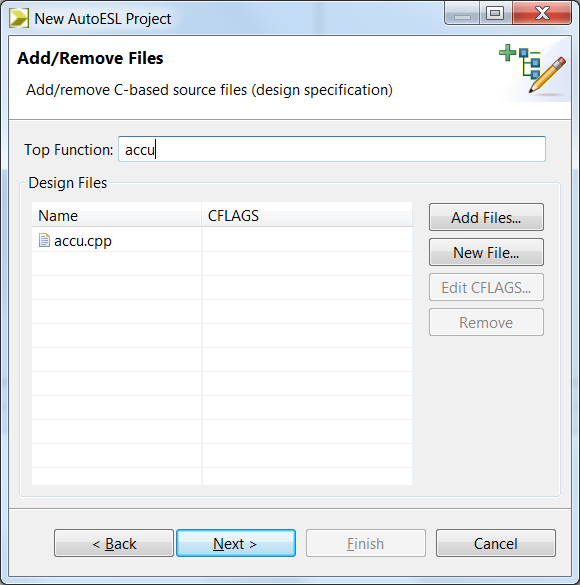 New AutoESL Project
Add/Remove Files
Add/remove C-based source files (design specification)
Top Function: accu
Design Files
Name CFLAGS
accu.cpp
Add Files...
New File...
Edit CFLAGS...
Remove
< Back Next > Finish Cancel